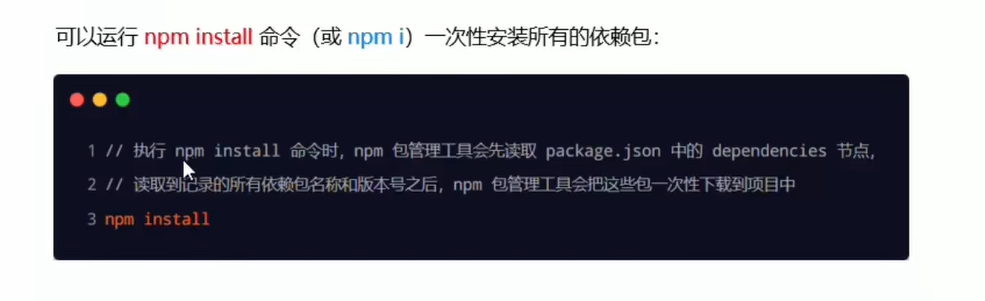 可以运行 npm install 命令（或 npm i）一次性安装所有的依赖包：
1 // 执行 npm install 命令时，npm 包管理工具会先读取 package.json 中的 dependencies 节点，
2 // 读取到记录的所有依赖包名称和版本号之后，npm 包管理工具会把这些包一次性下载到项目中
3 npm install